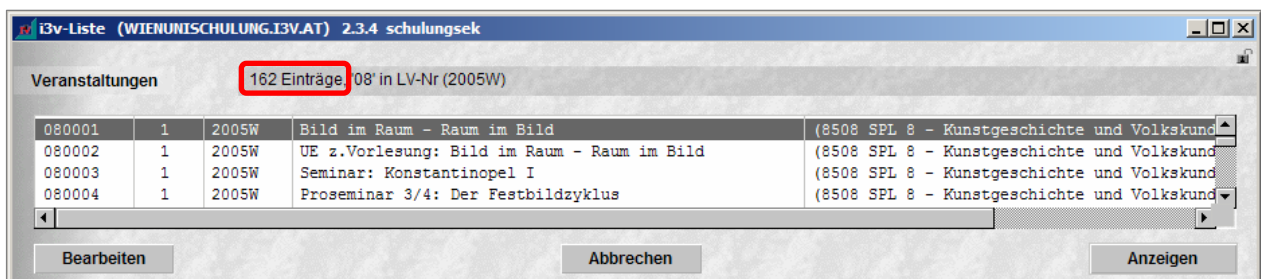 i3v-Liste (WIENUNISCHULUNG.I3V.AT) 2.3.4 schulungsek
Veranstaltungen 162 Einträge, '08' in LV-Nr (2005W)
080001 1 2005W Bild im Raum - Raum im Bild (8508 SPL 8 - Kunstgeschichte und Volkskund
080002 1 2005W UE z.Vorlesung: Bild im Raum - Raum im Bild (8508 SPL 8 - Kunstgeschichte und Volkskund
080003 1 2005W Seminar: Konstantinopel I (8508 SPL 8 - Kunstgeschichte und Volkskund
080004 1 2005W Proseminar 3/4: Der Festbildzyklus (8508 SPL 8 - Kunstgeschichte und Volkskund
Bearbeiten Abbrechen Anzeigen